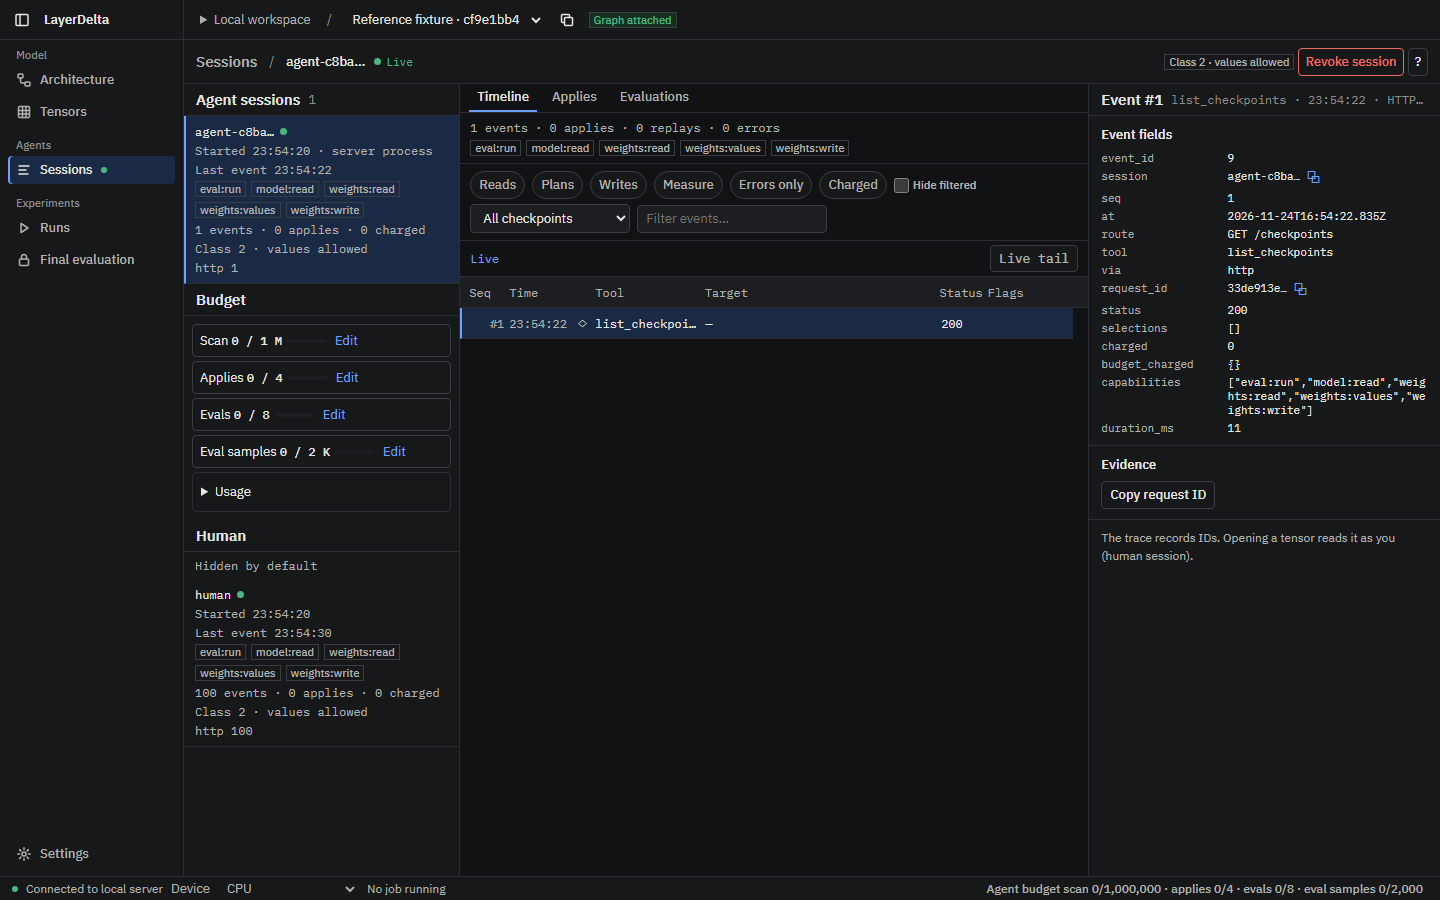 LayerDelta
Local workspace / Reference fixture · cf9e1bb4
Graph attached
Model
Architecture
Tensors
Agents
Sessions
Experiments
Runs
Final evaluation
Settings
Sessions / agent-c8ba… Live
Class 2 · values allowed
Revoke session
?
Agent sessions 1
agent-c8ba…
Started 23:54:20 · server process
Last event 23:54:22
eval:run model:read weights:read
weights:values weights:write
1 events · 0 applies · 0 charged
Class 2 · values allowed
http 1
Budget
Scan 0 / 1 M Edit
Applies 0 / 4 Edit
Evals 0 / 8 Edit
Eval samples 0 / 2 K Edit
Usage
Human
Hidden by default
human
Started 23:54:20
Last event 23:54:30
eval:run model:read weights:read
weights:values weights:write
100 events · 0 applies · 0 charged
Class 2 · values allowed
http 100
Timeline Applies Evaluations
1 events · 0 applies · 0 replays · 0 errors
eval:run model:read weights:read weights:values weights:write
Reads Plans Writes Measure Errors only Charged Hide filtered
All checkpoints Filter events…
Live Live tail
Seq Time Tool Target Status Flags
#1 23:54:22 list_checkpoi… — 200
Event #1 list_checkpoints · 23:54:22 · HTTP…
Event fields
event_id 9
session agent-c8ba…
seq 1
at 2026-11-24T16:54:22.835Z
route GET /checkpoints
tool list_checkpoints
via http
request_id 33de913e…
status 200
selections []
charged 0
budget_charged {}
capabilities ["eval:run","model:read","weig
hts:read","weights:values","we
ights:write"]
duration_ms 11
Evidence
Copy request ID
The trace records IDs. Opening a tensor reads it as you
(human session).
Connected to local server Device CPU No job running
Agent budget scan 0/1,000,000 · applies 0/4 · evals 0/8 · eval samples 0/2,000